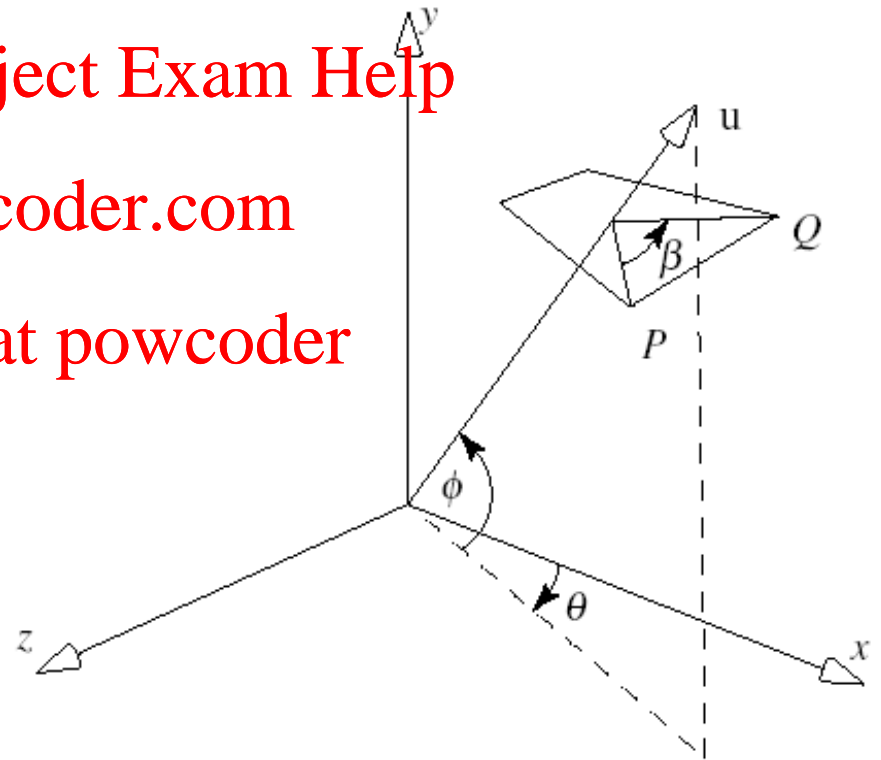 y
ject Exam Help
u
coder.com
Q
β
at powcoder
P
ϕ
θ
z
x